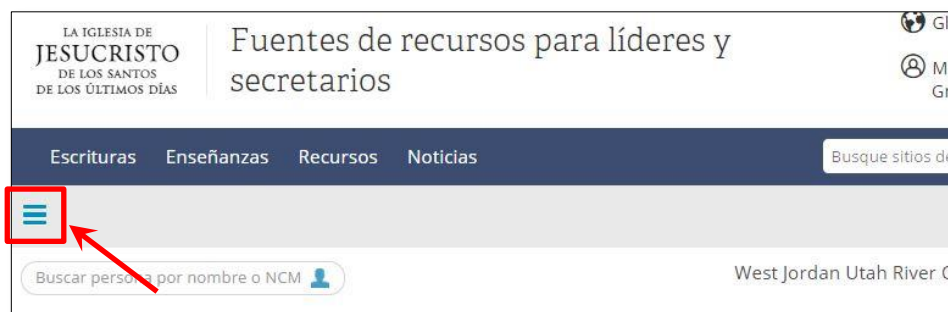 LA IGLESIA DE
JESUCRISTO
DE LOS SANTOS
DE LOS ÚLTIMOS DÍAS
Fuentes de recursos para líderes y
secretarios
Escrituras Enseñanzas Recursos Noticias
Busque sitios
Buscar persona por nombre o NCM
West Jordan Utah River